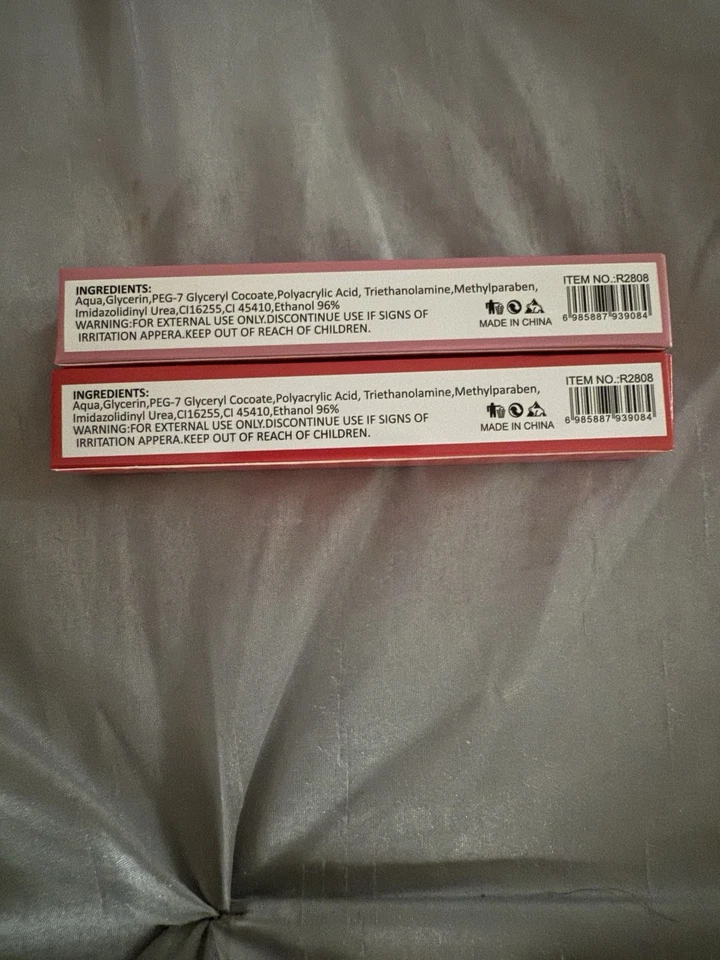 INGREDIENTS:
Aqua,Glycerin,PEG-7 Glyceryl Cocoate,Polyacrylic Acid, Triethanolamine,Methylparaben,
Imidazolidinyl Urea,CI16255,CI 45410,Ethanol 96%
WARNING:FOR EXTERNAL USE ONLY.DISCONTINUE USE IF SIGNS OF
IRRITATION APPERA.KEEP OUT OF REACH OF CHILDREN.
MADE IN CHINA
ITEM NO.:R2808
6 985887 939084
INGREDIENTS:
Aqua,Glycerin,PEG-7 Glyceryl Cocoate,Polyacrylic Acid, Triethanolamine,Methylparaben,
Imidazolidinyl Urea,CI16255,CI 45410,Ethanol 96%
WARNING:FOR EXTERNAL USE ONLY.DISCONTINUE USE IF SIGNS OF
IRRITATION APPERA.KEEP OUT OF REACH OF CHILDREN.
MADE IN CHINA
ITEM NO.:R2808
6 985887 939084